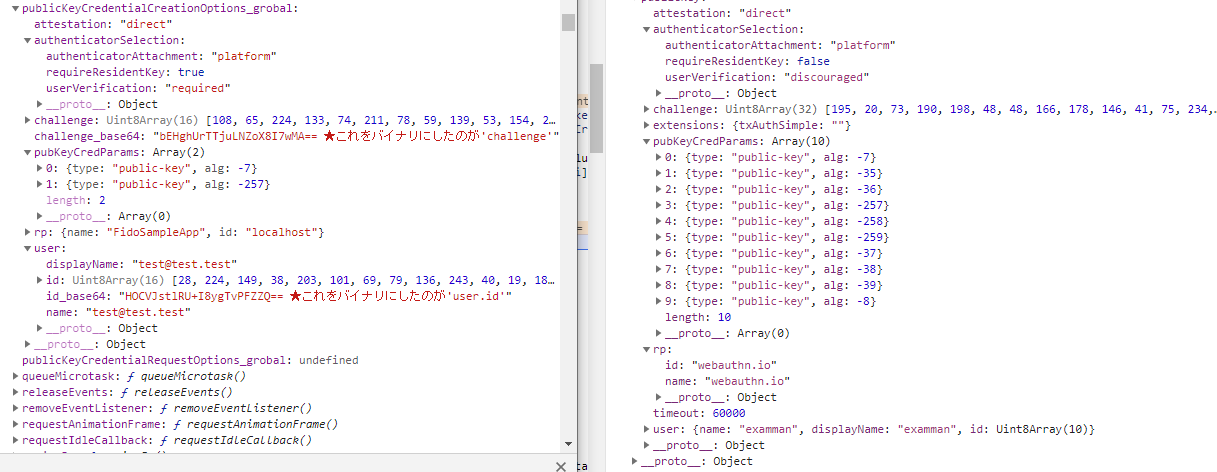 publicKeyCredentialCreationOptions_grobal:
attestation: "direct"
authenticatorSelection:
authenticatorAttachment: "platform"
requireResidentKey: true
userVerification: "required"
__proto__: Object
challenge: Uint8Array(16) [108, 65, 224, 133, 74, 211, 78, 59, 139, 53, 154, 5…
challenge_base64: "bEHghUrTTjuLNZoX8I7wMA== ★これをバイナリにしたのが'challenge'"
pubKeyCredParams: Array(2)
0: {type: "public-key", alg: -7}
1: {type: "public-key", alg: -257}
length: 2
__proto__: Array(0)
rp: {name: "FidoSampleApp", id: "localhost"}
user:
displayName: "test@test.test"
id: Uint8Array(16) [28, 224, 149, 38, 203, 101, 69, 79, 136, 243, 40, 19, 18…
id_base64: "HOCVJstlRU+I8ygTvPFZZQ== ★これをバイナリにしたのが'user.id'"
name: "test@test.test"
__proto__: Object
__proto__: Object
publicKeyCredentialRequestOptions_grobal: undefined
queueMicrotask: ƒ queueMicrotask()
releaseEvents: ƒ releaseEvents()
removeEventListener: ƒ removeEventListener()
requestAnimationFrame: ƒ requestAnimationFrame()
requestIdleCallback: ƒ requestIdleCallback()
attestation: "direct"
authenticatorSelection:
authenticatorAttachment: "platform"
requireResidentKey: false
userVerification: "discouraged"
__proto__: Object
challenge: Uint8Array(32) [195, 20, 73, 190, 198, 48, 48, 166, 178, 146, 41, 75, 234,…
extensions: {txAuthSimple: ""}
pubKeyCredParams: Array(10)
0: {type: "public-key", alg: -7}
1: {type: "public-key", alg: -35}
2: {type: "public-key", alg: -36}
3: {type: "public-key", alg: -257}
4: {type: "public-key", alg: -258}
5: {type: "public-key", alg: -259}
6: {type: "public-key", alg: -37}
7: {type: "public-key", alg: -38}
8: {type: "public-key", alg: -39}
9: {type: "public-key", alg: -8}
length: 10
__proto__: Array(0)
rp:
id: "webauthn.io"
name: "webauthn.io"
__proto__: Object
timeout: 60000
user: {name: "examman", displayName: "examman", id: Uint8Array(10)}
__proto__: Object
__proto__: Object